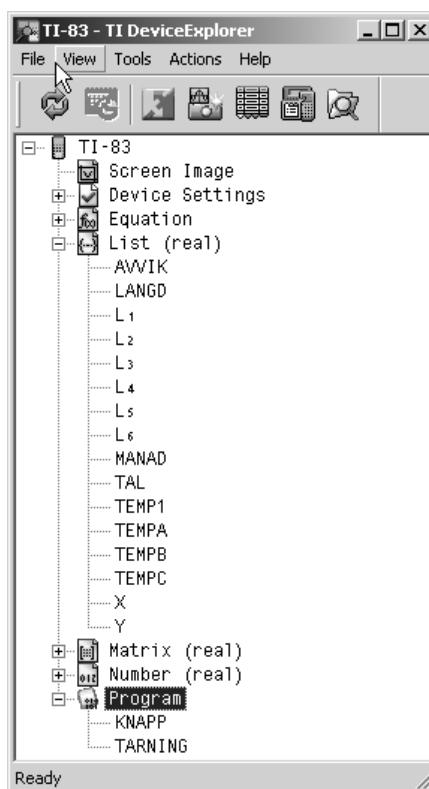 TI-83 - TI DeviceExplorer
File View Tools Actions Help
TI-83
Screen Image
Device Settings
Equation
List (real)
AVVIK
LANGD
L₁
L₂
L₃
L₄
L₅
L₆
MANAD
TAL
TEMP1
TEMPA
TEMPB
TEMPC
X
Y
Matrix (real)
Number (real)
Program
KNAPP
TARNING
Ready